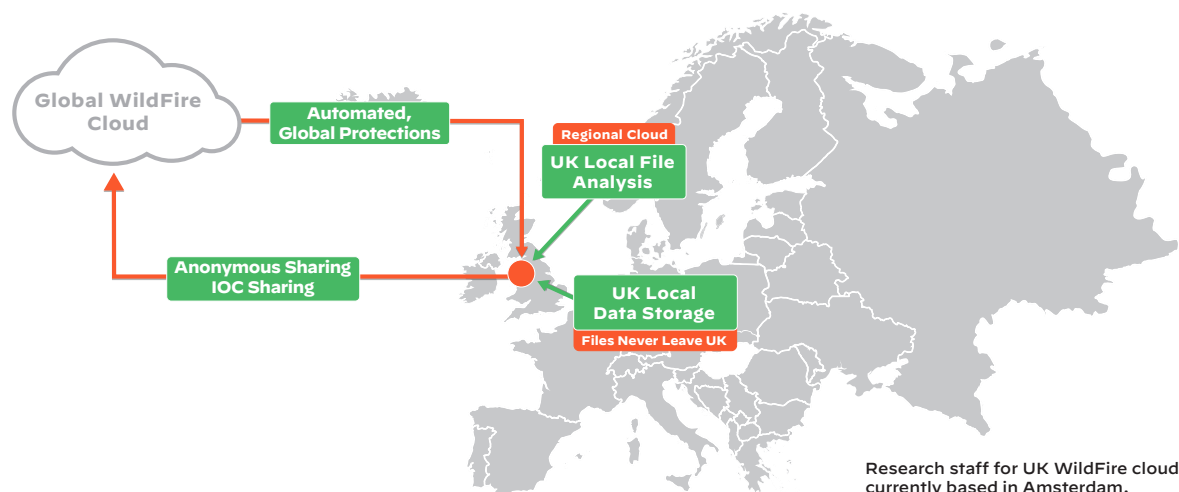 Global WildFire
Cloud
Automated,
Global Protections
Regional Cloud
UK Local File
Analysis
Anonymous Sharing
IOC Sharing
UK Local
Data Storage
Files Never Leave UK
Research staff for UK WildFire cloud
currently based in Amsterdam.